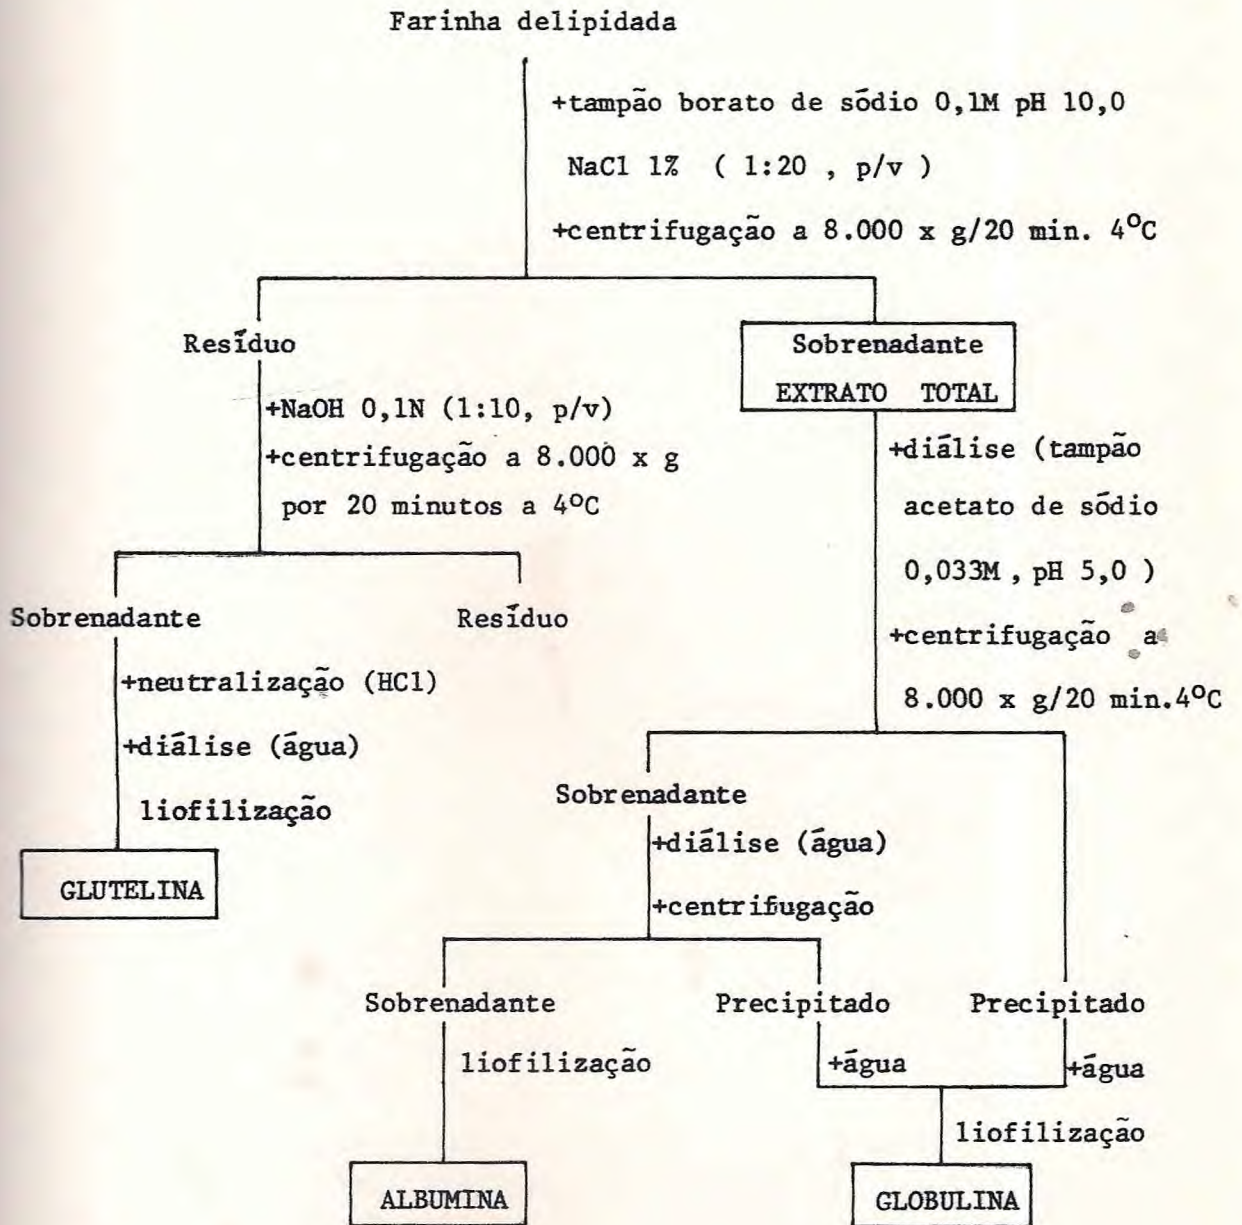 Farinha delipidada
+tampão borato de sódio 0,1M pH 10,0
NaCl 1% ( 1:20 , p/v )
+centrifugação a 8.000 x g/20 min. 4ºC
Resíduo
Sobrenadante
EXTRATO TOTAL
+NaOH 0,1N (1:10, p/v)
+centrifugação a 8.000 x g
por 20 minutos a 4ºC
+diálise (tampão
acetato de sódio
0,033M , pH 5,0 )
+centrifugação a
8.000 x g/20 min.4ºC
Sobrenadante
Resíduo
+neutralização (HCl)
+diálise (água)
liofilização
GLUTELINA
Sobrenadante
+diálise (água)
+centrifugação
Sobrenadante
Precipitado
Precipitado
liofilização
+água
+água
liofilização
ALBUMINA
GLOBULINA